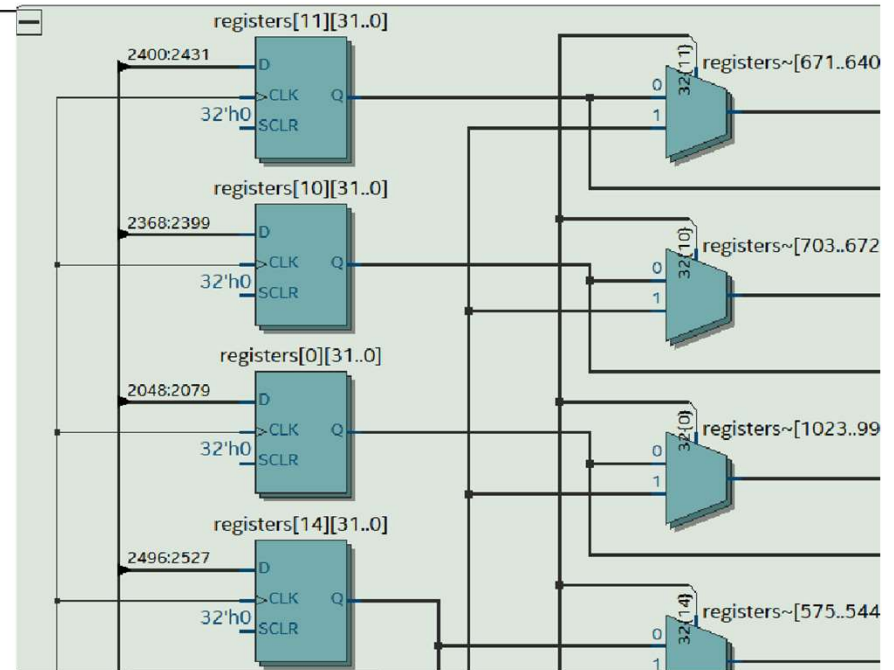 registers[11][31..0]
2400:2431
D
CLK
Q
32'h0
SCLR
32{11}
registers~[671..640
0
1
registers[10][31..0]
2368:2399
D
CLK
Q
32'h0
SCLR
32{10}
registers~[703..672
0
1
registers[0][31..0]
2048:2079
D
CLK
Q
32'h0
SCLR
32{0}
registers~[1023..99
0
1
registers[14][31..0]
2496:2527
D
CLK
Q
32'h0
SCLR
32{14}
registers~[575..544
0
1